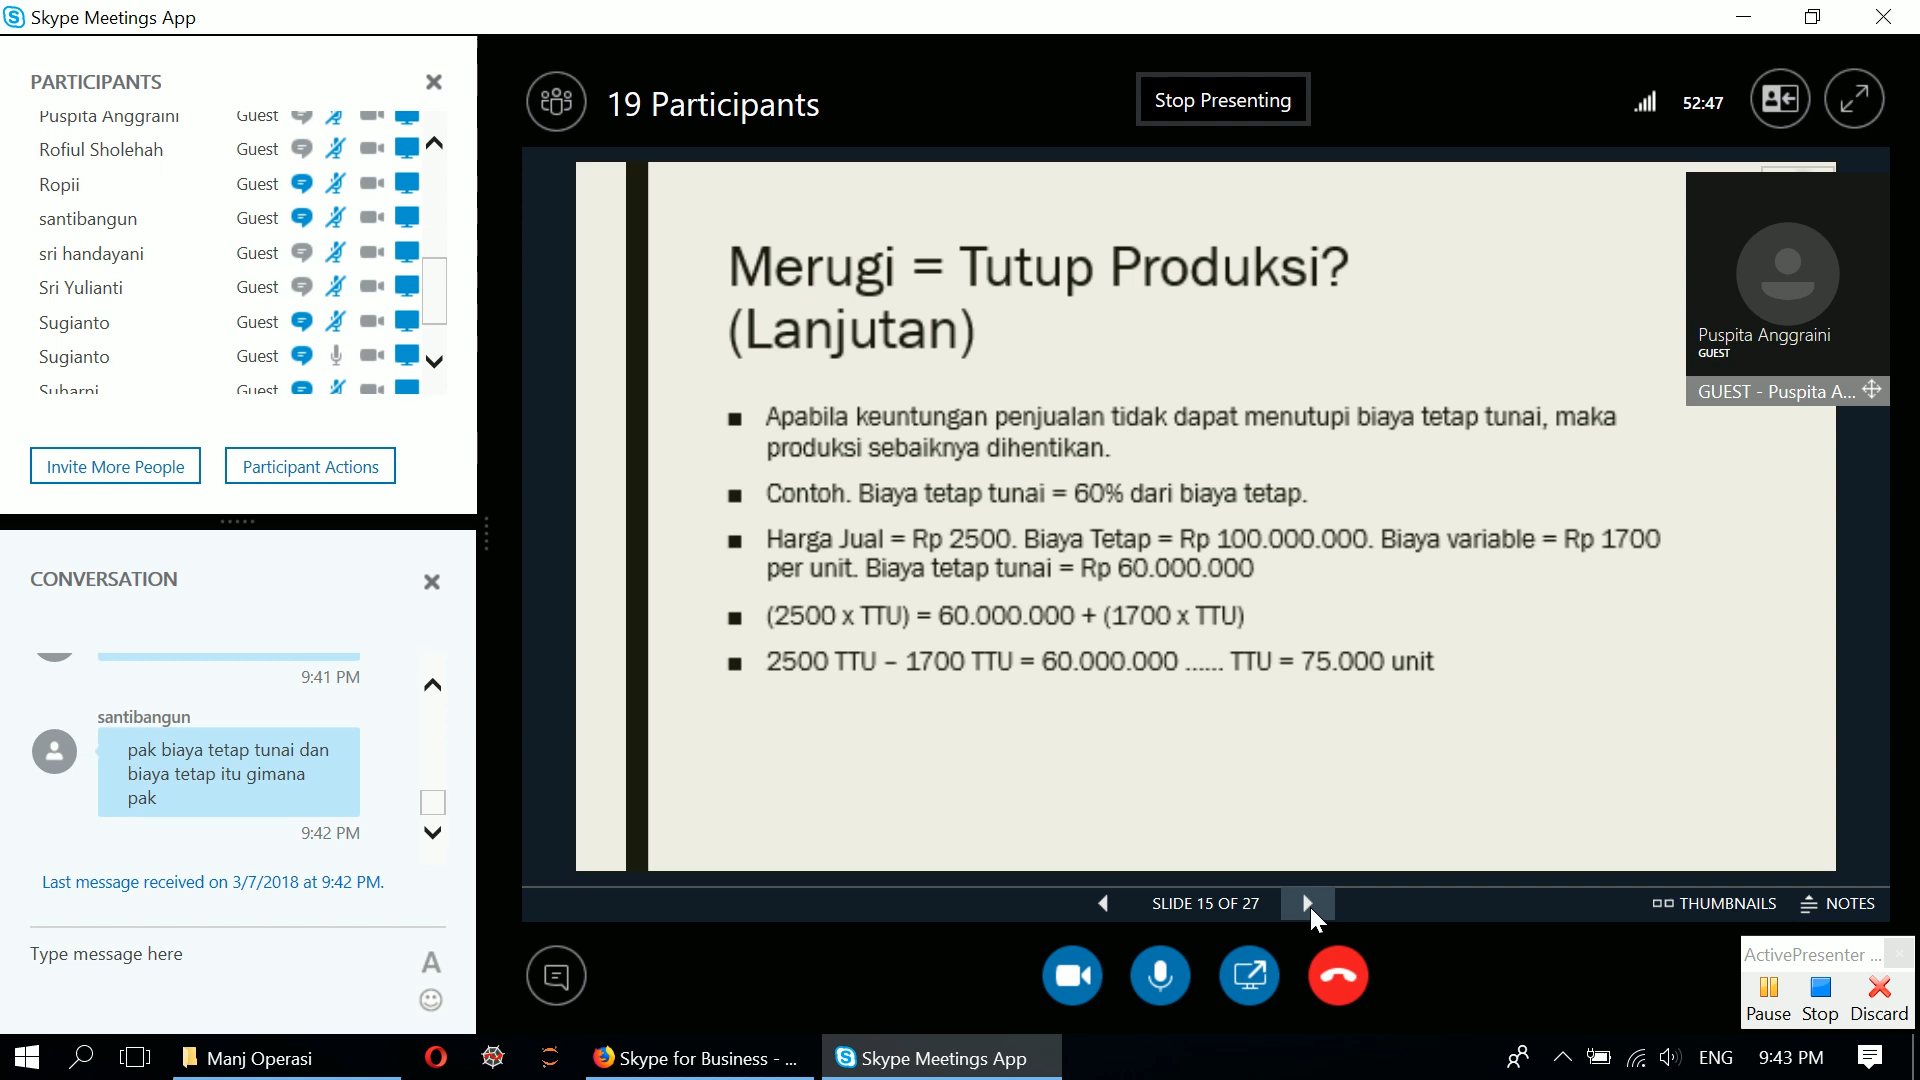 Skype Meetings App
PARTICIPANTS
Puspita Anggraini Guest
Rofiul Sholehah Guest
Ropii Guest
santibangun Guest
sri handayani Guest
Sri Yulianti Guest
Sugianto Guest
Sugianto Guest
Suharni Guest
Invite More People
Participant Actions
CONVERSATION
9:41 PM
santibangun
pak biaya tetap tunai dan
biaya tetap itu gimana
pak
9:42 PM
Last message received on 3/7/2018 at 9:42 PM.
Type message here
A
19 Participants
Stop Presenting
52:47
Merugi = Tutup Produksi?
(Lanjutan)
■ Apabila keuntungan penjualan tidak dapat menutupi biaya tetap tunai, maka
produksi sebaiknya dihentikan.
■ Contoh. Biaya tetap tunai = 60% dari biaya tetap.
■ Harga Jual = Rp 2500. Biaya Tetap = Rp 100.000.000. Biaya variable = Rp 1700
per unit. Biaya tetap tunai = Rp 60.000.000
■ (2500 x TTU) = 60.000.000 + (1700 x TTU)
■ 2500 TTU – 1700 TTU = 60.000.000 ...... TTU = 75.000 unit
Puspita Anggraini
GUEST
GUEST - Puspita A...
SLIDE 15 OF 27
THUMBNAILS
NOTES
ActivePresenter ...
Pause Stop Discard
Manj Operasi
Skype for Business - ...
Skype Meetings App
ENG
9:43 PM